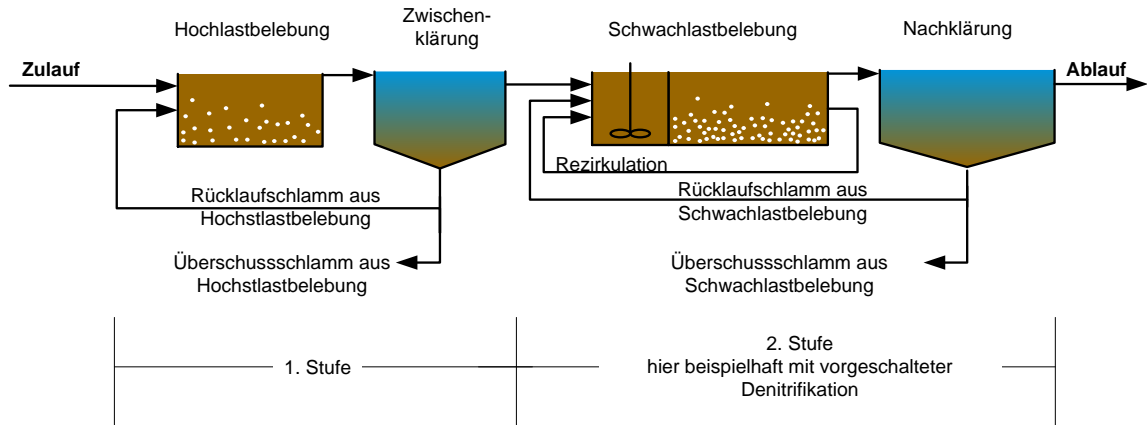 Hochlastbelebung
Zwischen-
klärung
Schwachlastbelebung
Nachklärung
Zulauf
Ablauf
Rezirkulation
Rücklaufschlamm aus
Hochstlastbelebung
Rücklaufschlamm aus
Schwachlastbelebung
Überschussschlamm aus
Hochstlastbelebung
Überschussschlamm aus
Schwachlastbelebung
1. Stufe
2. Stufe
hier beispielhaft mit vorgeschalteter
Denitrifikation